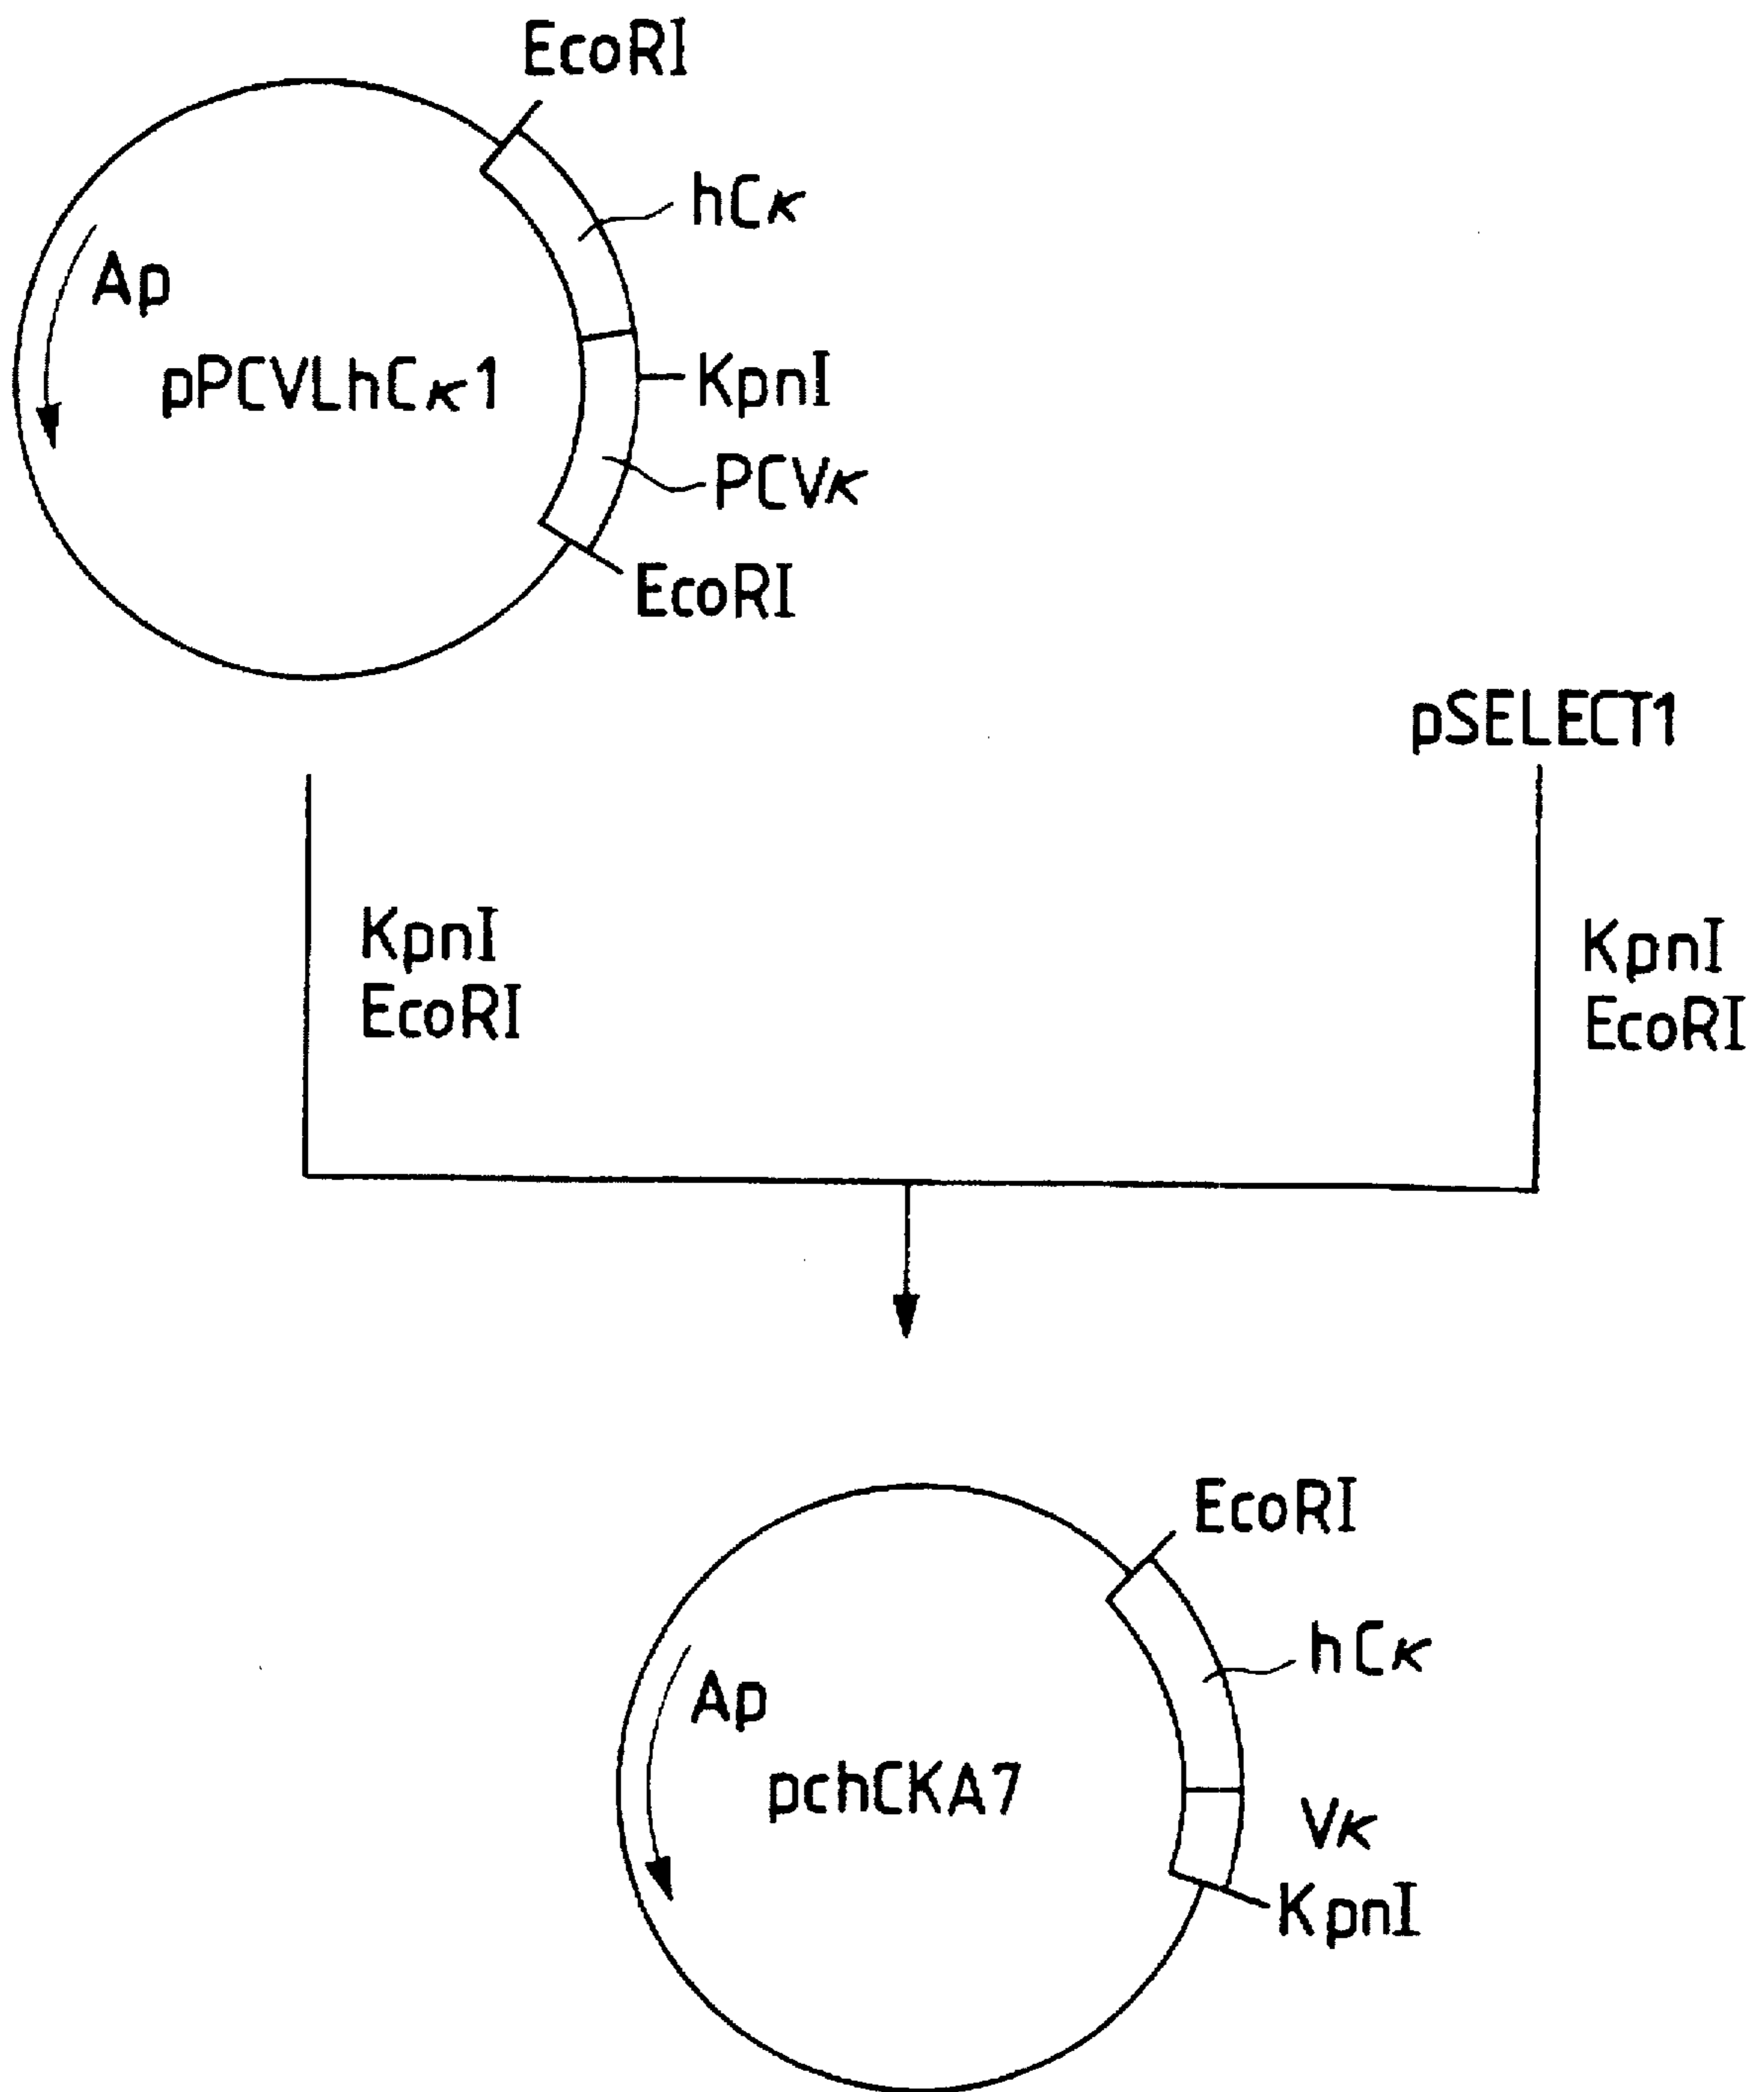 EcoRI
hCκ
Ap
pPCVLhCκ1
KpnI
PCVκ
EcoRI
pSELECT1
KpnI
EcoRI
KpnI
EcoRI
EcoRI
hCκ
Ap
pchCKA7
Vκ
KpnI